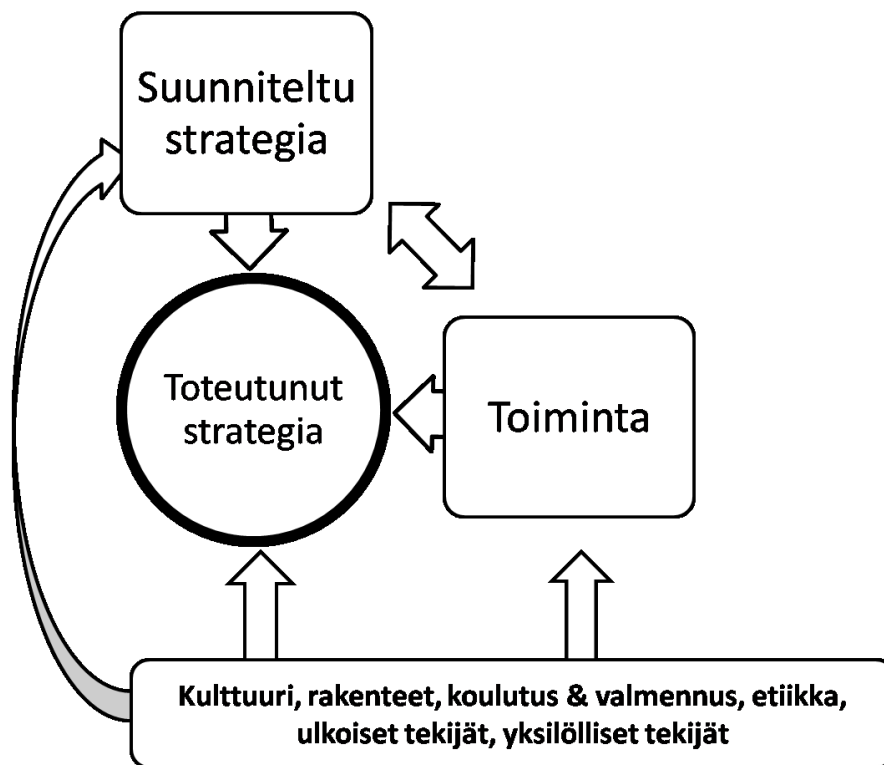 Suunniteltu
strategia
Toteutunut
strategia
Toiminta
Kulttuuri, rakenteet, koulutus & valmennus, etiikka,
ulkoiset tekijät, yksilölliset tekijät